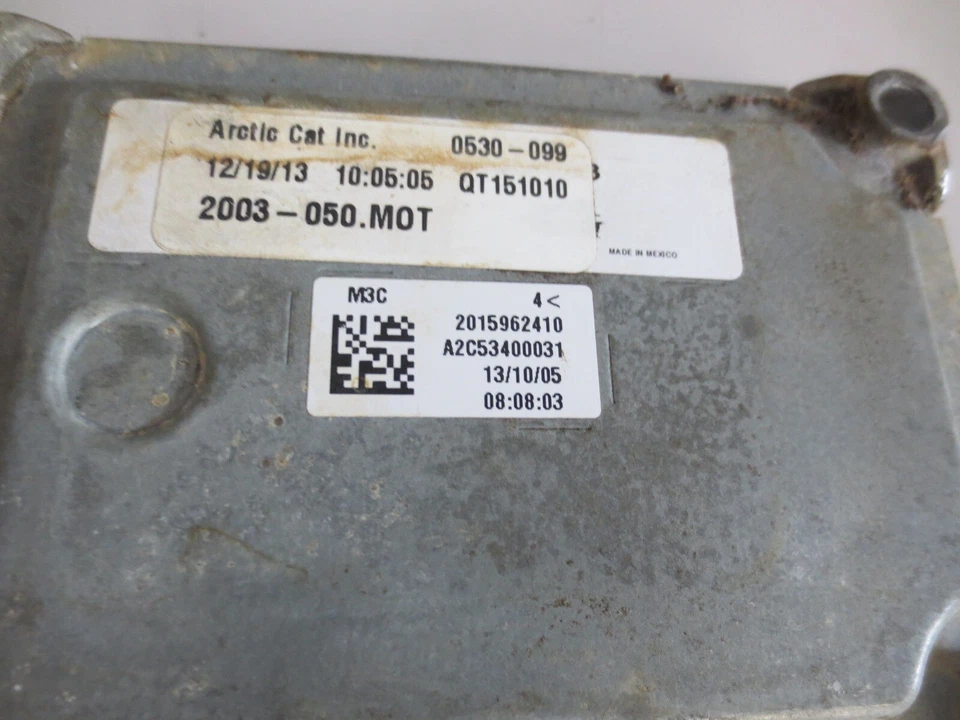 Arctic Cat Inc. 0530-099
12/19/13 10:05:05 QT151010
2003-050.MOT
MADE IN MEXICO
M3C 4<
2015962410
A2C53400031
13/10/05
08:08:03